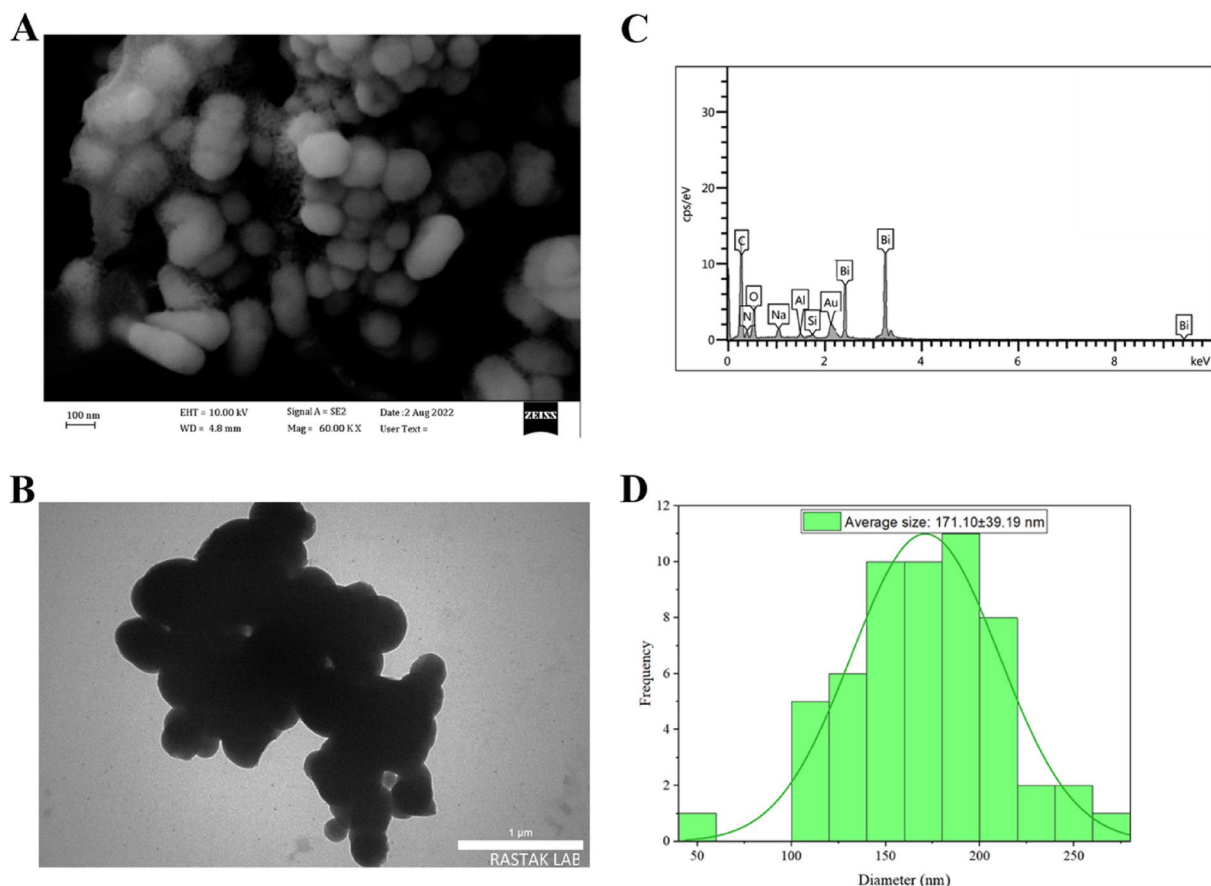 A
100 nm
EHT = 10.00 kV
Signal A = SE2
Date :2 Aug 2022
ZEISS
WD = 4.8 mm
Mag = 60.00 K X
User Text =
B
1 µm
RASTAK LAB
C
cps/eV
30
20
10
0
C
N
O
Na
Al
Si
Au
Bi
Bi
Bi
0
2
4
6
8
keV
D
Average size: 171.10±39.19 nm
Frequency
12
10
8
6
4
2
0
50
100
150
200
250
Diameter (nm)